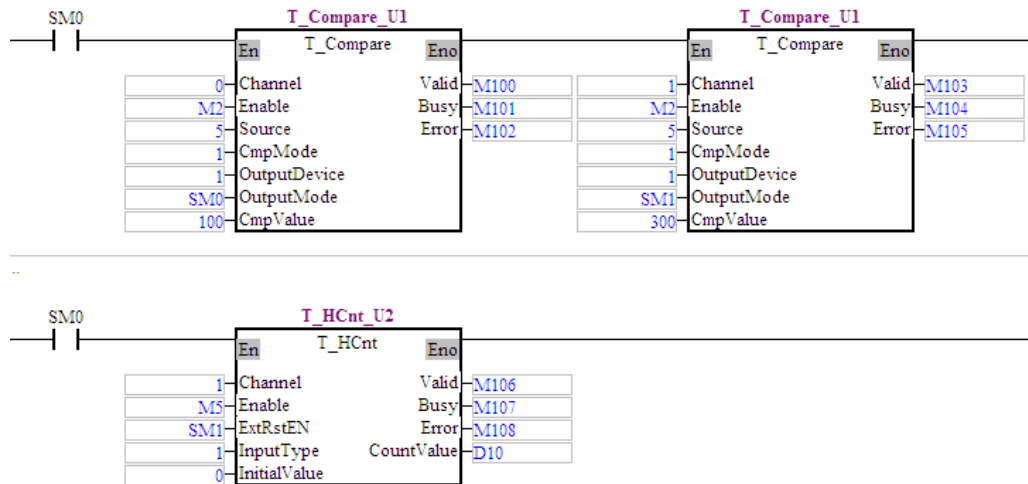 SM0 T_Compare_U1 T_Compare_U1
En T_Compare Eno En T_Compare Eno
0 Channel Valid M100 1 Channel Valid M103
M2 Enable Busy M101 M2 Enable Busy M104
5 Source Error M102 5 Source Error M105
1 CmpMode 1 CmpMode
1 OutputDevice 1 OutputDevice
SM0 OutputMode SM1 OutputMode
100 CmpValue 300 CmpValue
SM0 T_HCnt_U2
En T_HCnt Eno
1 Channel Valid M106
M5 Enable Busy M107
SM1 ExtRstEN Error M108
1 InputType CountValue D10
0 InitialValue